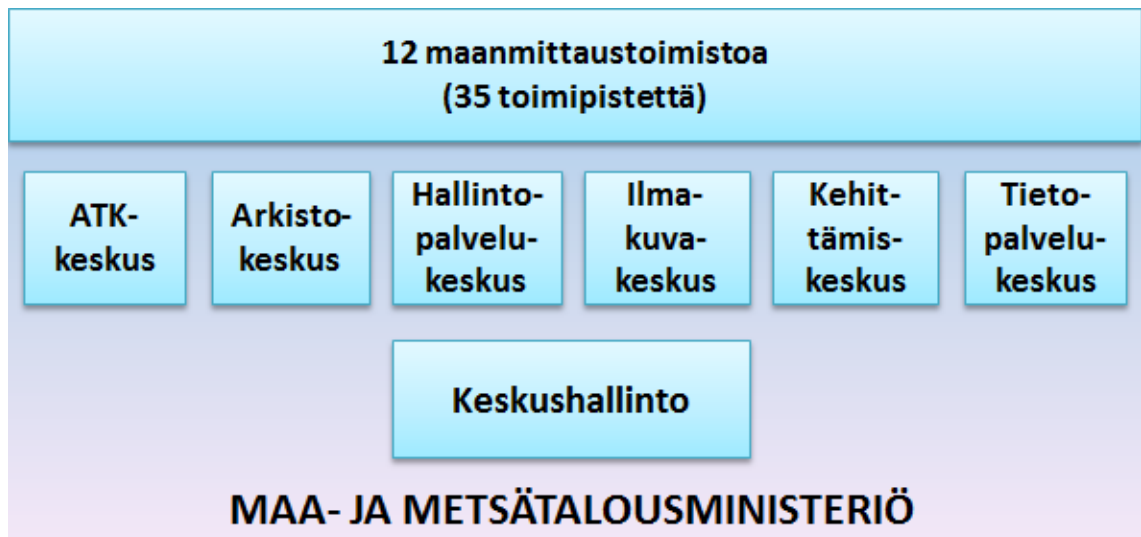 12 maanmittaustoimistoa
(35 toimipistettä)
ATK-
keskus
Arkisto-
keskus
Hallinto-
palvelu-
keskus
Ilma-
kuva-
keskus
Kehit-
tämis-
keskus
Tieto-
palvelu-
keskus
Keskushallinto
MAA- JA METSÄTALOUSMINISTERIÖ